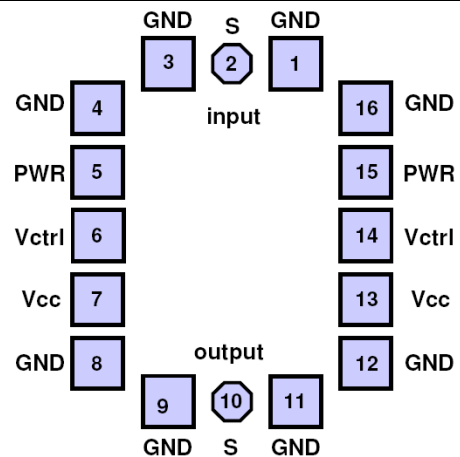 GND S GND
3 2 1
GND 4 input 16 GND
PWR 5 15 PWR
Vctrl 6 14 Vctrl
Vcc 7 13 Vcc
output
GND 8 12 GND
9 10 11
GND S GND